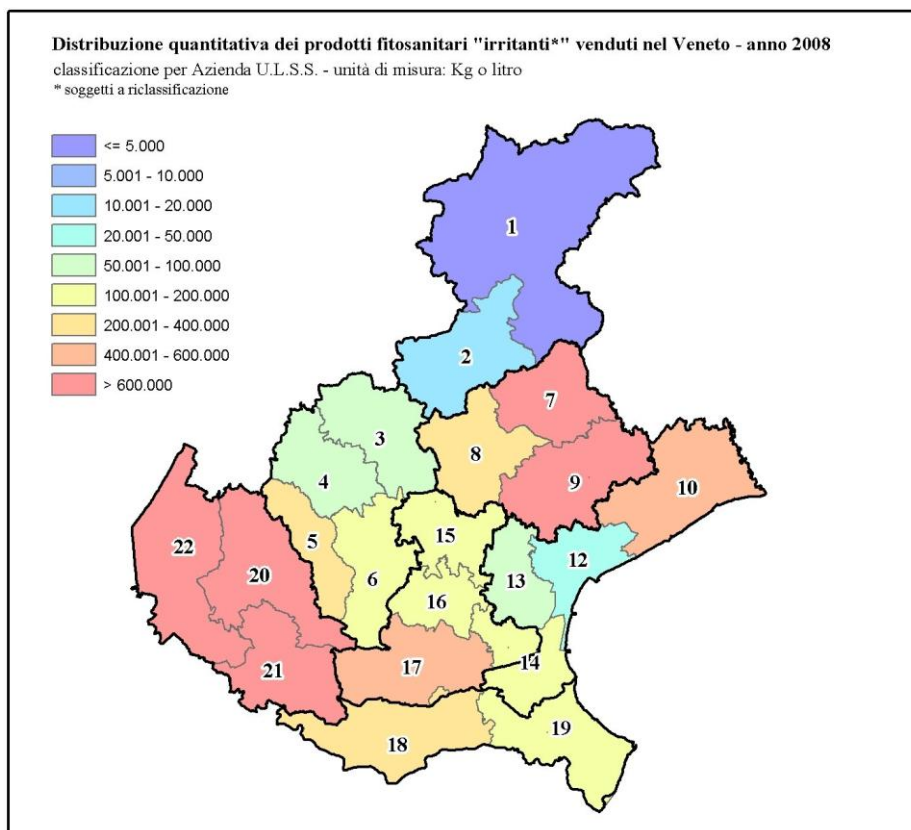 Distribuzione quantitativa dei prodotti fitosanitari "irritanti*" venduti nel Veneto - anno 2008
classificazione per Azienda U.L.S.S. - unità di misura: Kg o litro
* soggetti a riclassificazione
<= 5.000
5.001 - 10.000
10.001 - 20.000
20.001 - 50.000
50.001 - 100.000
100.001 - 200.000
200.001 - 400.000
400.001 - 600.000
> 600.000
1
2
7
3
8
4
9
10
15
5
22
12
20
6
13
16
14
17
21
19
18